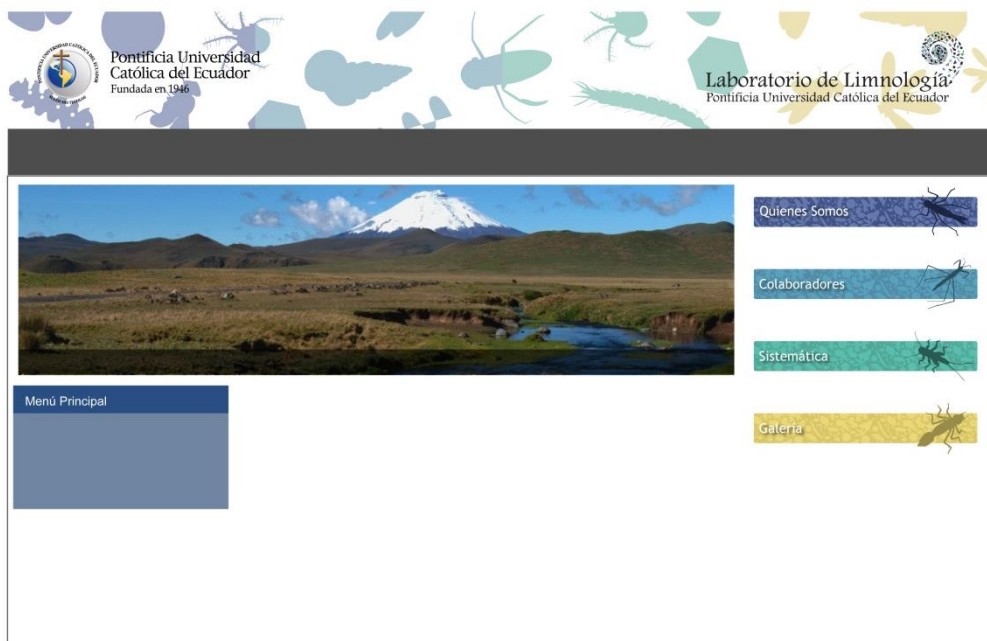 Pontificia Universidad
Católica del Ecuador
Fundada en 1946
Laboratorio de Limnología
Pontificia Universidad Católica del Ecuador
Quienes Somos
Colaboradores
Sistemática
Galería
Menú Principal